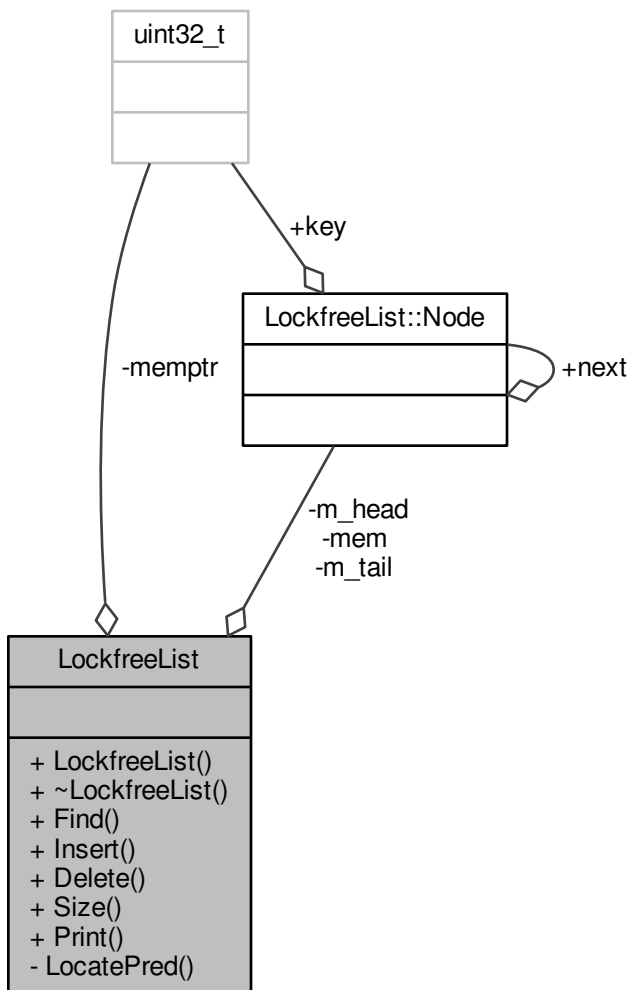 uint32_t
+key
LockfreeList::Node
-memptr
+next
-m_head
-mem
-m_tail
LockfreeList
+ LockfreeList()
+ ~LockfreeList()
+ Find()
+ Insert()
+ Delete()
+ Size()
+ Print()
- LocatePred()